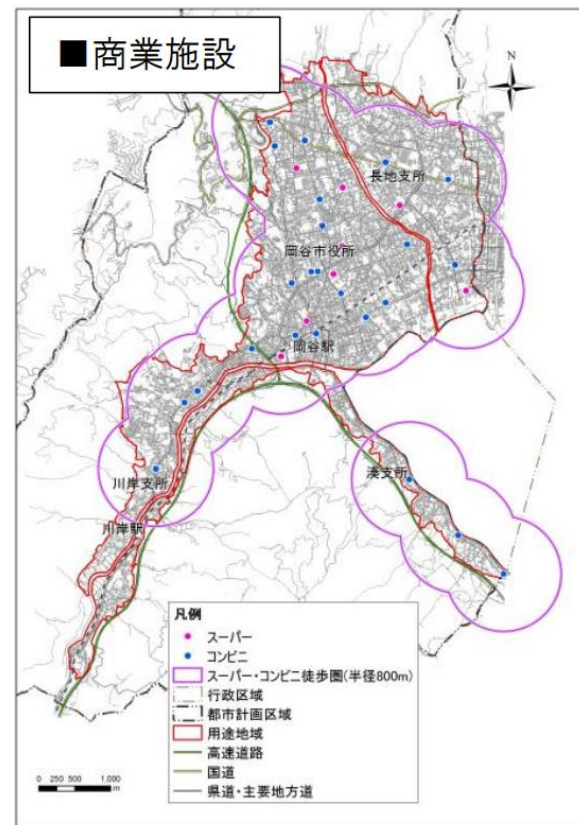 ■商業施設
N
長地支所
岡谷市役所
岡谷駅
川岸支所
川岸駅
湊支所
凡例
スーパー
コンビニ
スーパー・コンビニ徒歩圏(半径800m)
行政区域
都市計画区域
用途地域
高速道路
国道
県道・主要地方道
0 250 500 1,000
m